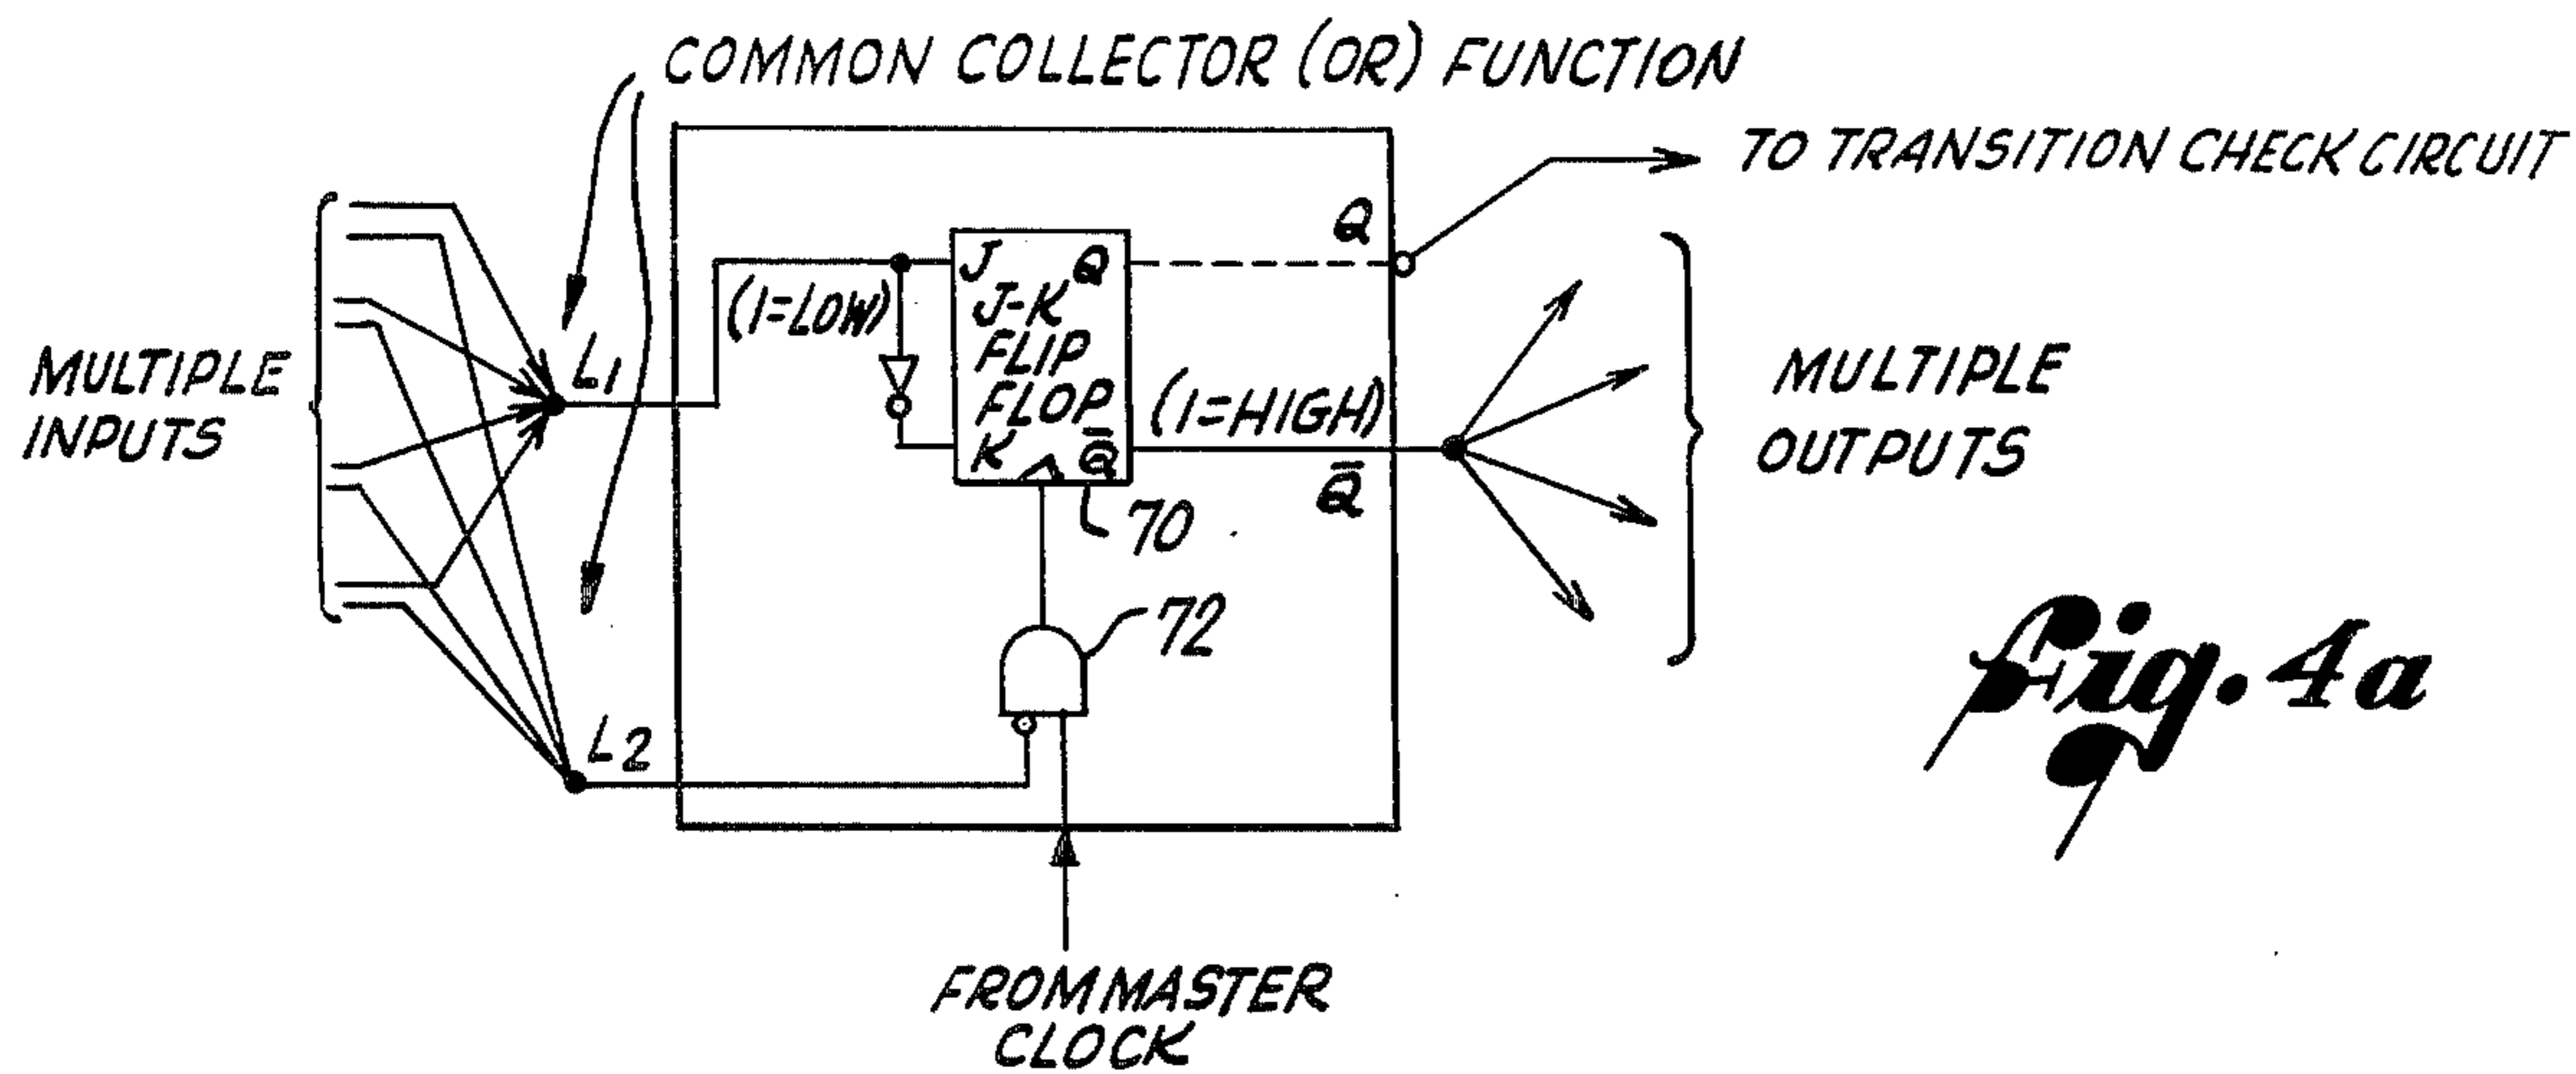 COMMON COLLECTOR (OR) FUNCTION
TO TRANSITION CHECK CIRCUIT
Q
J Q
(1=LOW)
J-K
FLIP
FLOP
K Q̄
L1
MULTIPLE
INPUTS
(1=HIGH)
Q̄
MULTIPLE
OUTPUTS
70
72
L2
Fig. 4a
FROM MASTER
CLOCK